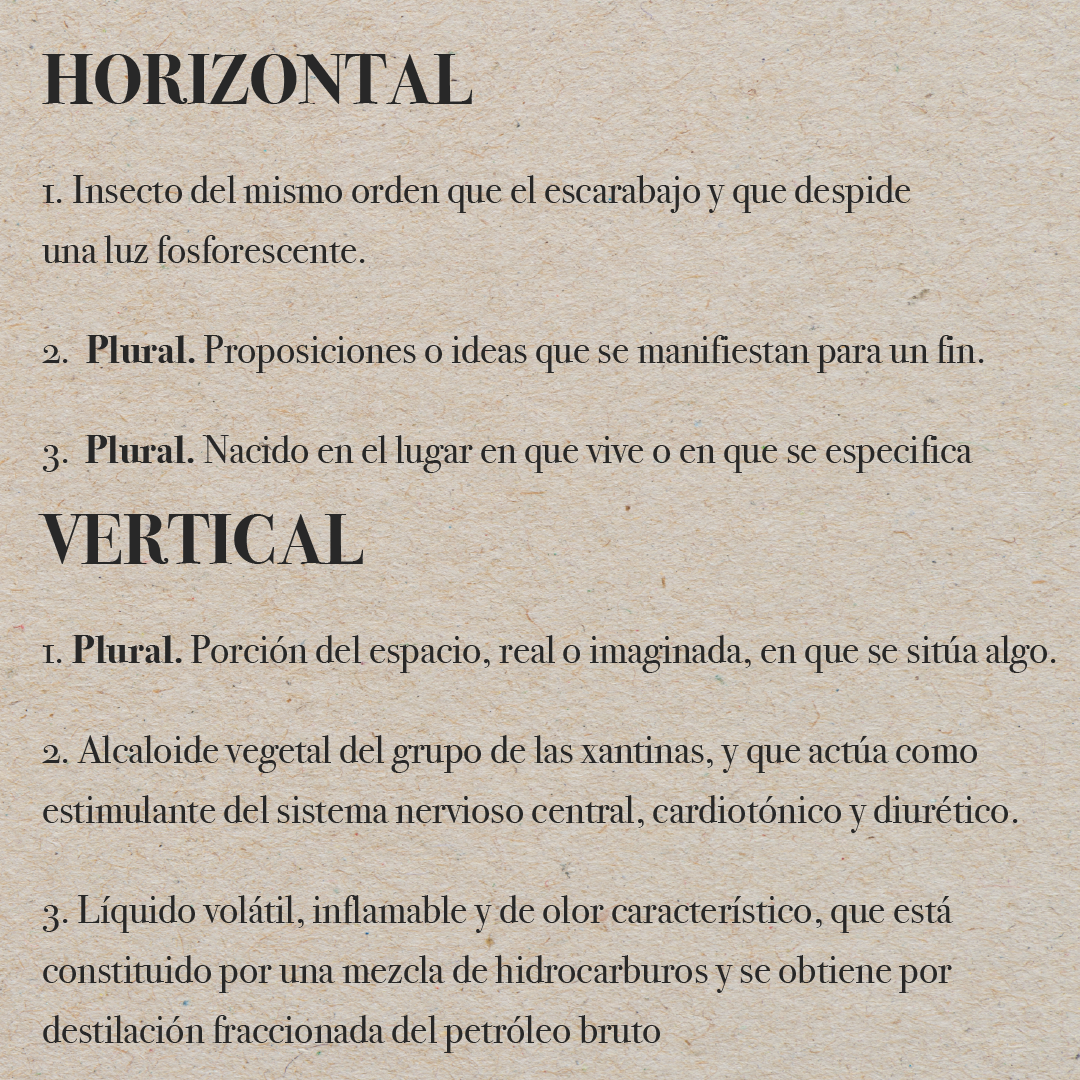 HORIZONTAL
1. Insecto del mismo orden que el escarabajo y que despide
una luz fosforescente.
2. Plural. Proposiciones o ideas que se manifiestan para un fin.
3. Plural. Nacido en el lugar en que vive o en que se especifica
VERTICAL
1. Plural. Porción del espacio, real o imaginada, en que se sitúa algo.
2. Alcaloide vegetal del grupo de las xantinas, y que actúa como
estimulante del sistema nervioso central, cardiotónico y diurético.
3. Líquido volátil, inflamable y de olor característico, que está
constituido por una mezcla de hidrocarburos y se obtiene por
destilación fraccionada del petróleo bruto